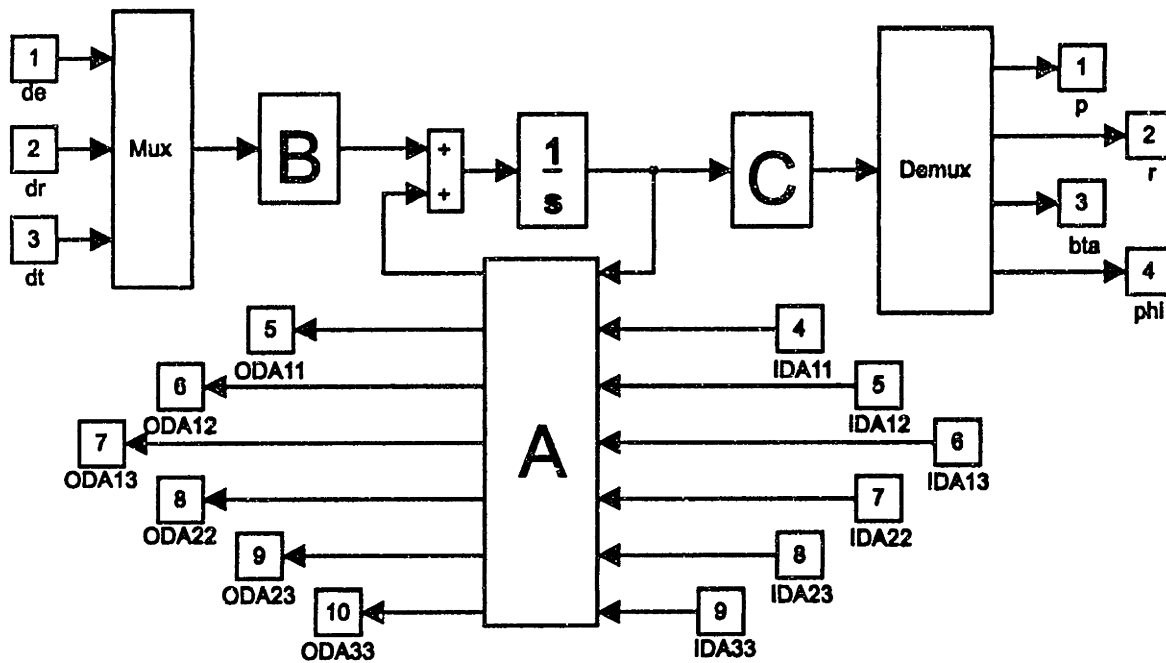 1
de
2
dr
3
dt
Mux
B
+
+
1
s
C
Demux
1
p
2
r
3
bta
4
phi
A
5
ODA11
6
ODA12
7
ODA13
8
ODA22
9
ODA23
10
ODA33
4
IDA11
5
IDA12
6
IDA13
7
IDA22
8
IDA23
9
IDA33